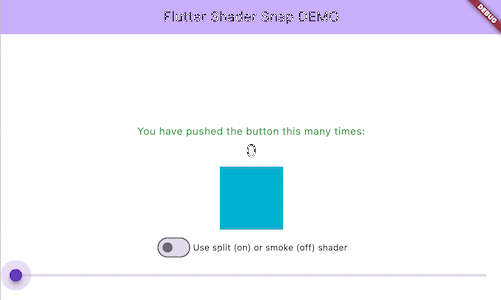 Flutter Shader Snap DEMO
DEBUG
You have pushed the button this many times:
0
Use split (on) or smoke (off) shader